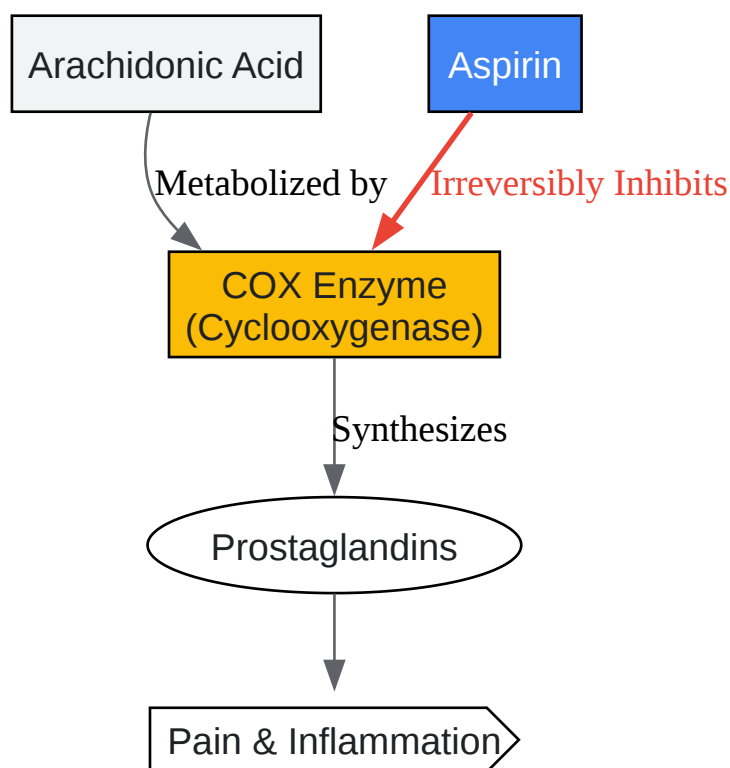 Arachidonic Acid
Aspirin
Metabolized by
Irreversibly Inhibits
COX Enzyme
(Cyclooxygenase)
Synthesizes
Prostaglandins
Pain & Inflammation